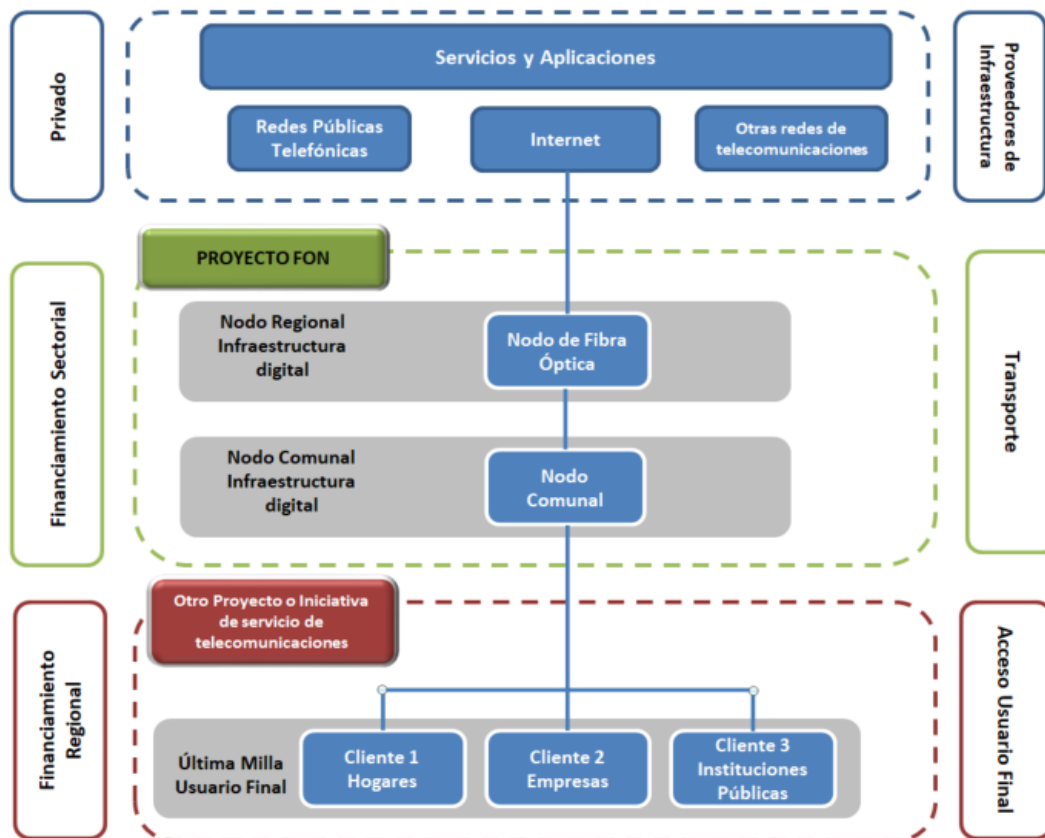 Privado
Servicios y Aplicaciones
Redes Públicas
Telefónicas
Internet
Otras redes de
telecomunicaciones
Proveedores de
Infraestructura
Financiamiento Sectorial
PROYECTO FON
Nodo Regional
Infraestructura
digital
Nodo de Fibra
Óptica
Nodo Comunal
Infraestructura
digital
Nodo
Comunal
Transporte
Financiamiento
Regional
Otro Proyecto o Iniciativa
de servicio de
telecomunicaciones
Última Milla
Usuario Final
Cliente 1
Hogares
Cliente 2
Empresas
Cliente 3
Instituciones
Públicas
Acceso Usuario Final